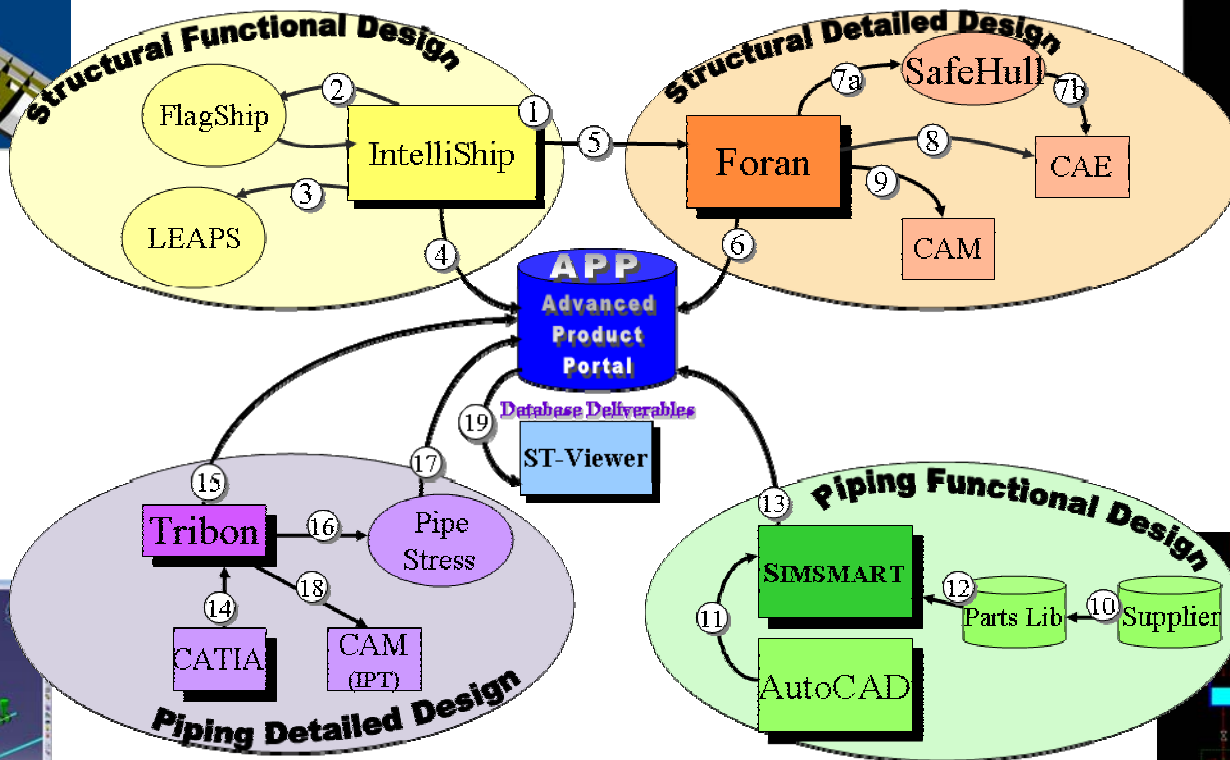 Structural Functional Design
FlagShip
2
1
IntelliShip
3
LEAPS
4
5
Structural Detailed Design
7a
SafeHull
7b
Foran
8
CAE
9
CAM
6
APP
Advanced
Product
Portal
Database Deliverables
19
ST-Viewer
15
17
Tribon
16
Pipe
Stress
14
18
CATIA
CAM
(IPT)
Piping Detailed Design
13
Piping Functional Design
SIMSMART
12
Parts Lib
10
Supplier
11
AutoCAD